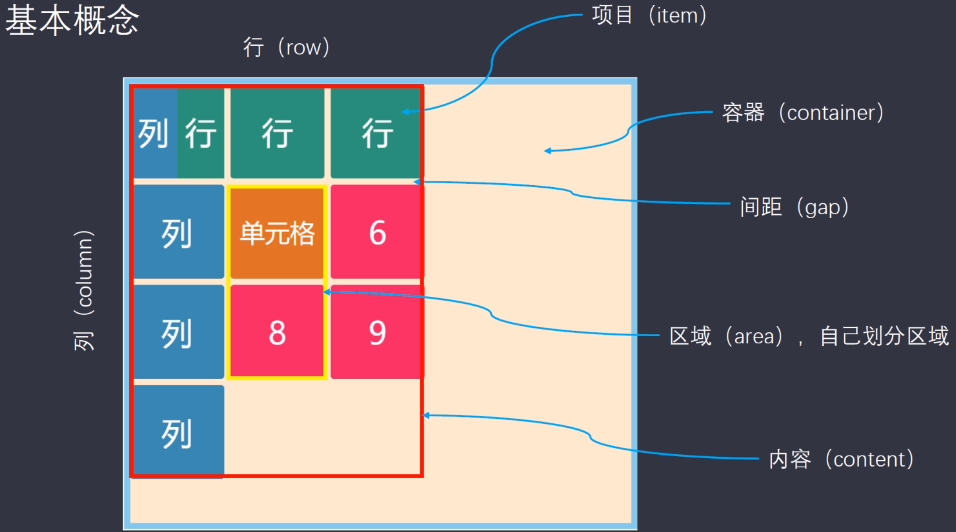 基本概念
项目（item）
行（row）
容器（container）
列 行 行 行
间距（gap）
列 单元格 6
列（column）
列 8 9
区域（area），自己划分区域
列
内容（content）